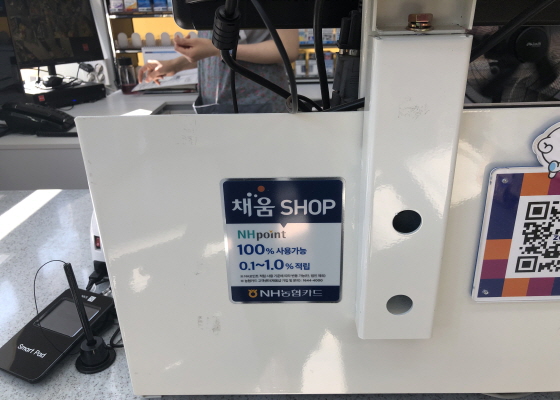 채움 SHOP
NHpoint
100% 사용가능
0.1~1.0% 적립
NH농협카드
Smart Pad